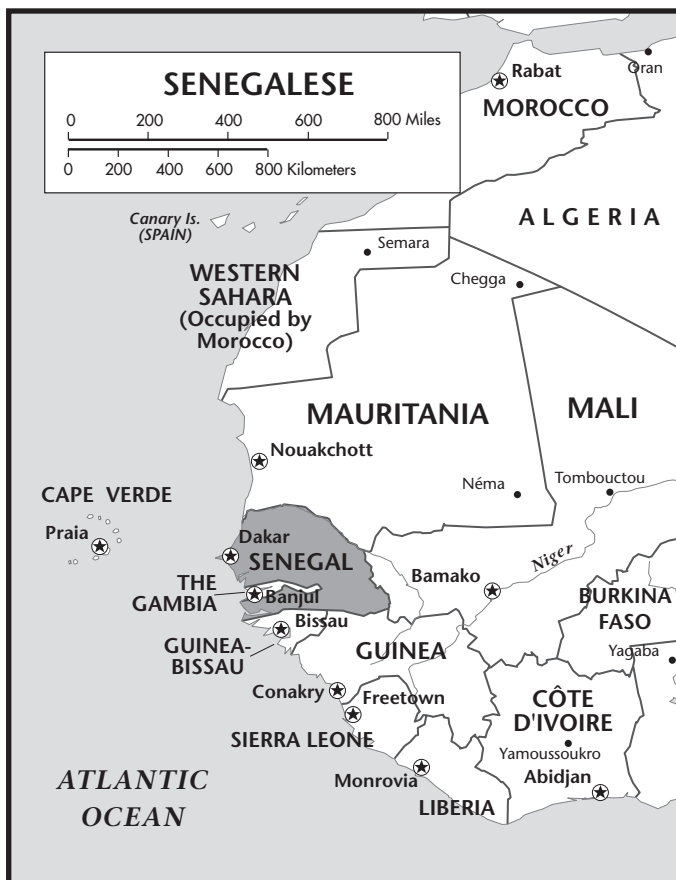 SENEGALESE
0 200 400 600 800 Miles
0 200 400 600 800 Kilometers
Rabat
Oran
MOROCCO
Canary Is.
(SPAIN)
ALGERIA
Semara
WESTERN
SAHARA
(Occupied by
Morocco)
Chegga
MAURITANIA
MALI
Nouakchott
Néma
Tombouctou
CAPE VERDE
Praia
Dakar
SENEGAL
Niger
THE
GAMBIA
Banjul
Bamako
BURKINA
FASO
Bissau
GUINEA-
BISSAU
GUINEA
Yagaba
Conakry
Freetown
CÔTE
D'IVOIRE
SIERRA LEONE
Yamoussoukro
Monrovia
Abidjan
LIBERIA
ATLANTIC
OCEAN